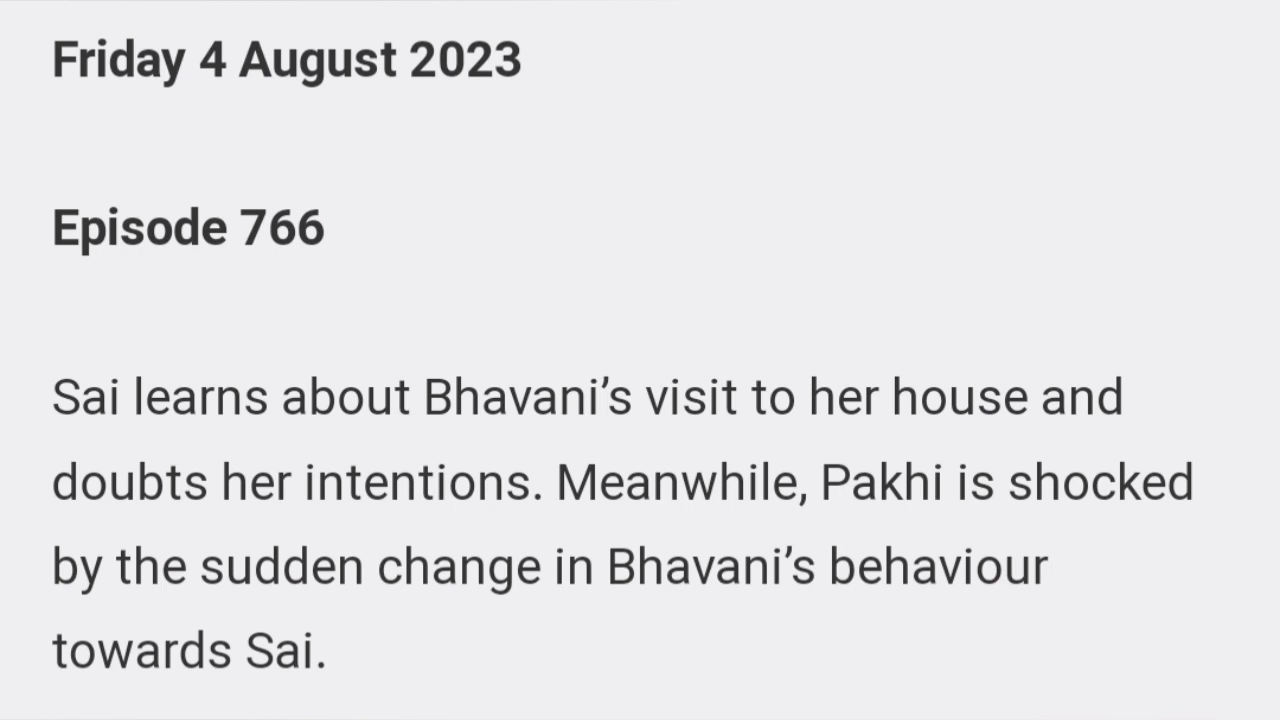 Friday 4 August 2023
Episode 766
Sai learns about Bhavani’s visit to her house and
doubts her intentions. Meanwhile, Pakhi is shocked
by the sudden change in Bhavani’s behaviour
towards Sai.